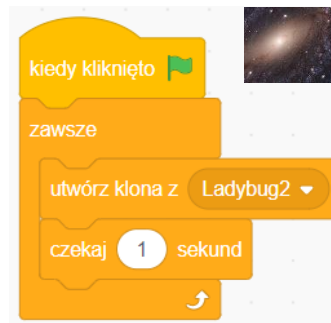 kiedy kliknięto
zawsze
utwórz klona z Ladybug2
czekaj 1 sekund